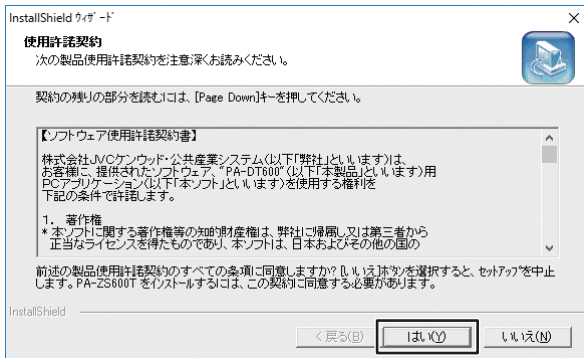 InstallShield ウィザード
使用許諾契約
次の製品使用許諾契約を注意深くお読みください。
契約の残りの部分を読むには、[Page Down]キーを押してください。
【ソフトウェア使用許諾契約書】
株式会社JVCケンウッド・公共産業システム(以下「弊社」といいます)は、
お客様に、提供されたソフトウェア、"PA-DT600"(以下「本製品」といいます)用
PCアプリケーション(以下「本ソフト」といいます)を使用する権利を
下記の条件で許諾します。
1. 著作権
* 本ソフトに関する著作権等の知的財産権は、弊社に帰属し又は第三者から
正当なライセンスを得たものであり、本ソフトは、日本およびその他の国の
前述の製品使用許諾契約のすべての条項に同意しますか? [いいえ]ボタンを選択すると、セットアップを中止
します。PA-ZS600T をインストールするには、この契約に同意する必要があります。
InstallShield
< 戻る(B)
はい(Y)
いいえ(N)